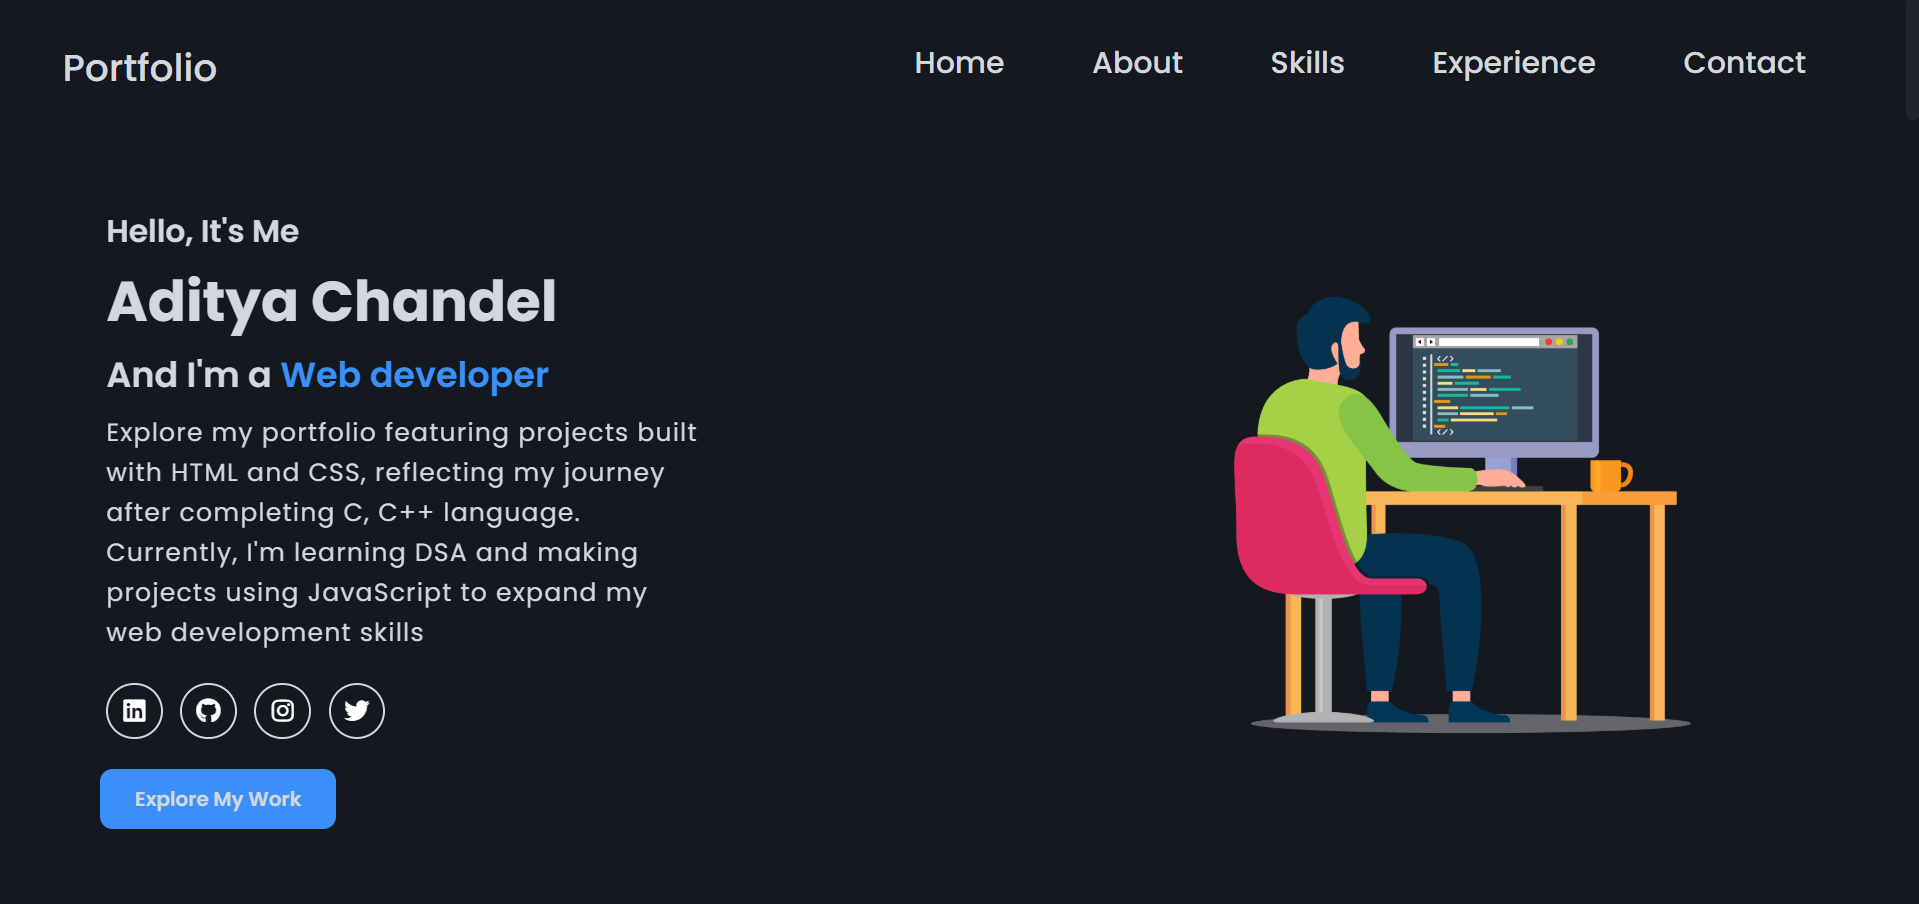 Portfolio
Home About Skills Experience Contact
Hello, It's Me
Aditya Chandel
And I'm a Web developer
Explore my portfolio featuring projects built
with HTML and CSS, reflecting my journey
after completing C, C++ language.
Currently, I'm learning DSA and making
projects using JavaScript to expand my
web development skills
in
Explore My Work